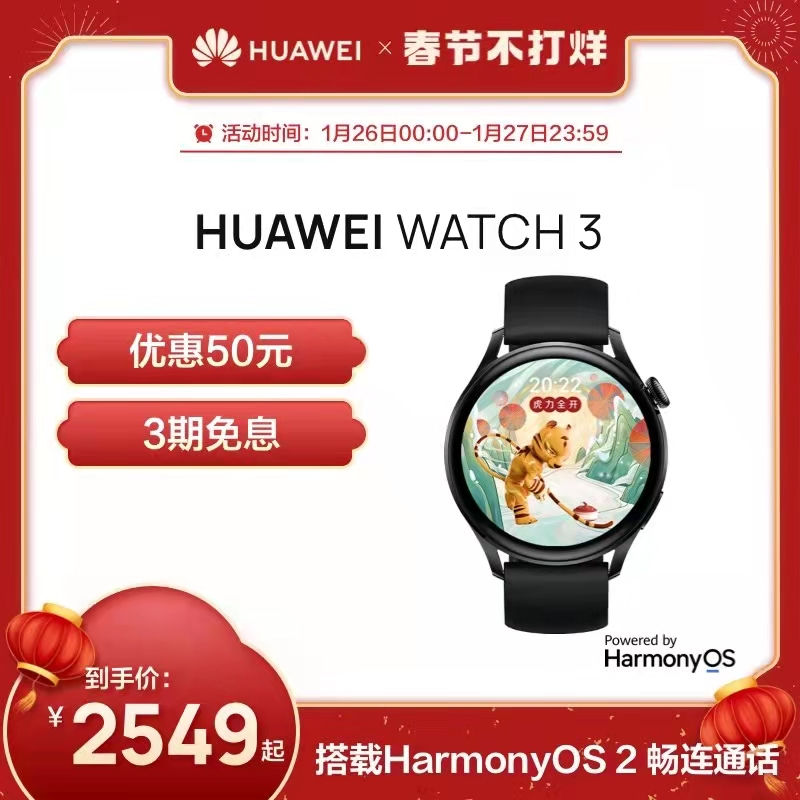 HUAWEI × 春节不打烊
活动时间：1月26日00:00-1月27日23:59
HUAWEI WATCH 3
优惠50元
3期免息
20:22
虎力全开
Powered by
HarmonyOS
到手价：
¥2549起
搭载HarmonyOS 2 畅连通话